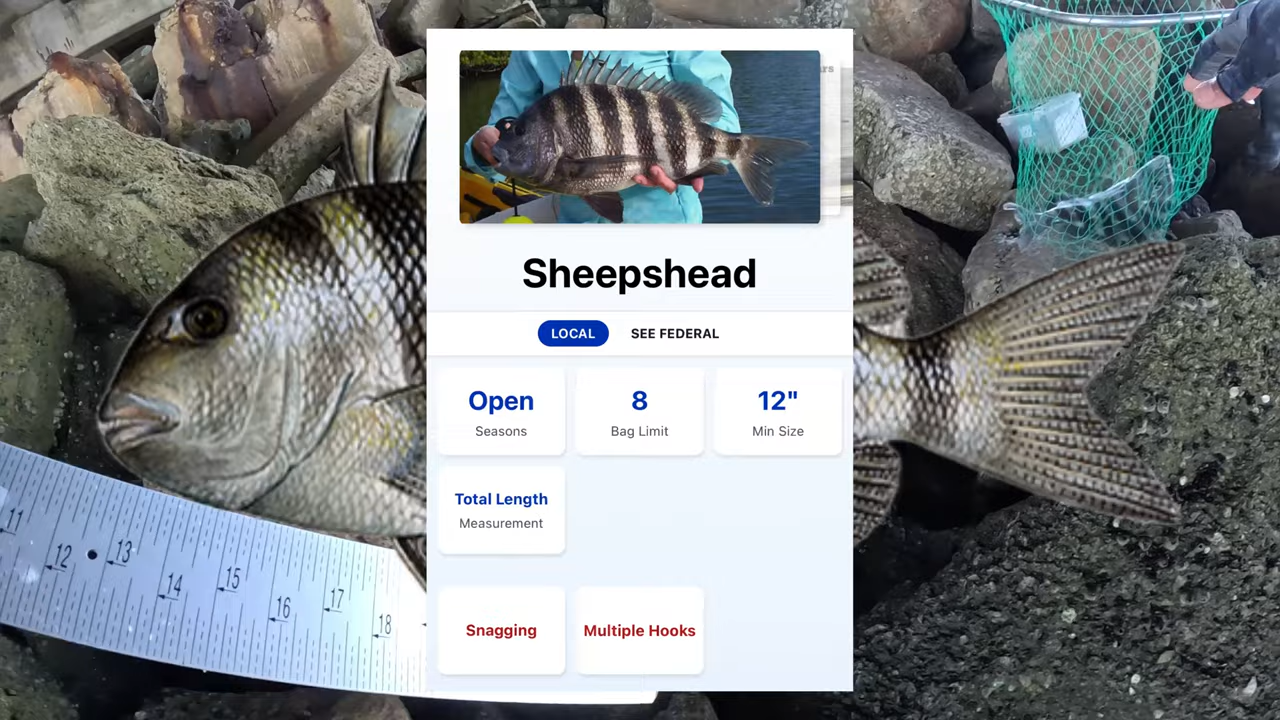 Sheepshead
LOCAL SEE FEDERAL
Open 8 12"
Seasons Bag Limit Min Size
Total Length
Measurement
Snagging Multiple Hooks
11
12 13
14 15
16 17
18